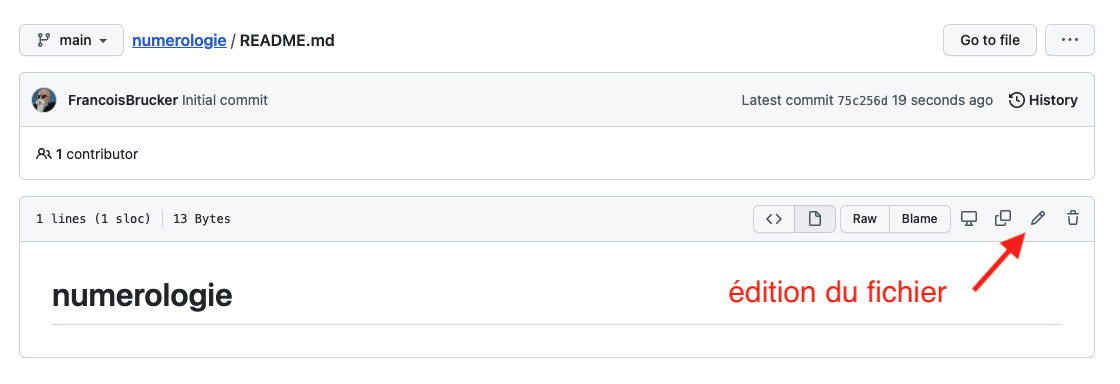 main numerologie / README.md Go to file ...
FrancoisBrucker Initial commit Latest commit 75c256d 19 seconds ago History
1 contributor
1 lines (1 sloc) 13 Bytes <> Raw Blame
numerologie
édition du fichier